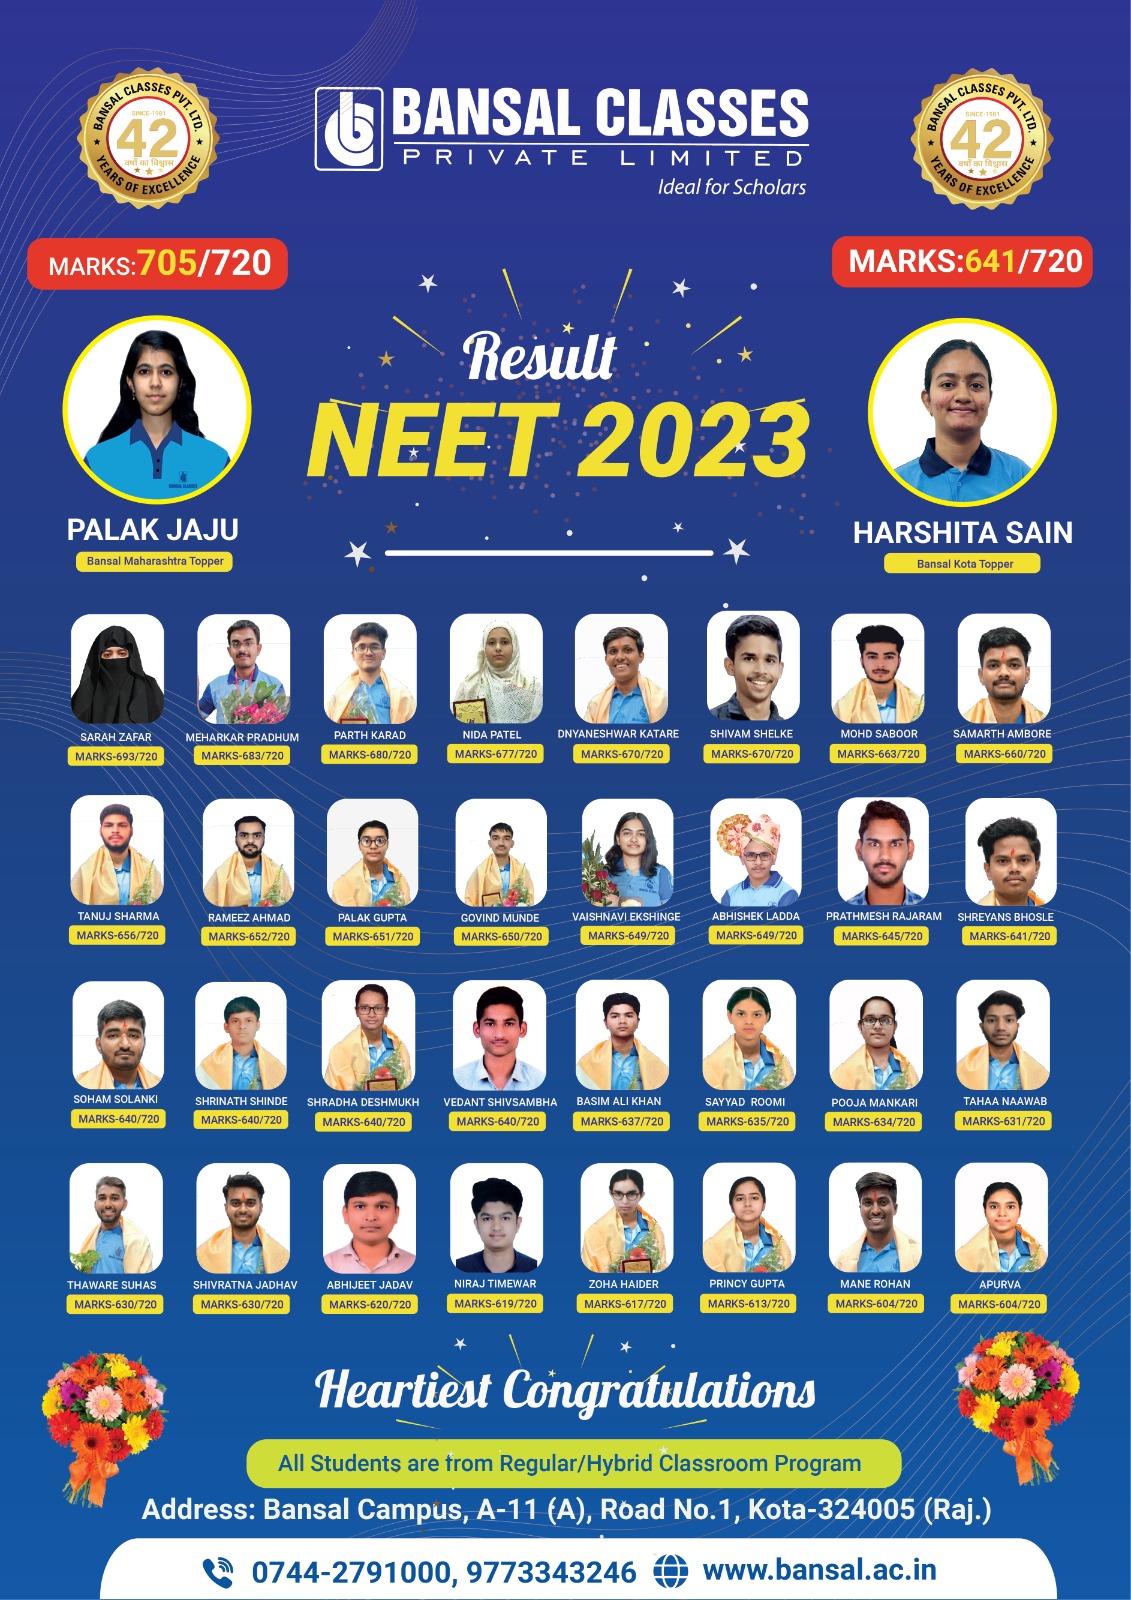 BANSAL CLASSES PVT. LTD.
SINCE-1981
42
वर्षों का विश्वास
YEARS OF EXCELLENCE
BANSAL CLASSES
PRIVATE LIMITED
Ideal for Scholars
BANSAL CLASSES PVT. LTD.
SINCE-1981
42
वर्षों का विश्वास
YEARS OF EXCELLENCE
MARKS:705/720
MARKS:641/720
Result
NEET 2023
BANSAL CLASSES
PALAK JAJU
Bansal Maharashtra Topper
HARSHITA SAIN
Bansal Kota Topper
SARAH ZAFAR
MARKS-693/720
MEHARKAR PRADHUM
MARKS-683/720
PARTH KARAD
MARKS-680/720
NIDA PATEL
MARKS-677/720
DNYANESHWAR KATARE
MARKS-670/720
SHIVAM SHELKE
MARKS-670/720
MOHD SABOOR
MARKS-663/720
SAMARTH AMBORE
MARKS-660/720
TANUJ SHARMA
MARKS-656/720
RAMEEZ AHMAD
MARKS-652/720
PALAK GUPTA
MARKS-651/720
GOVIND MUNDE
MARKS-650/720
VAISHNAVI EKSHINGE
MARKS-649/720
ABHISHEK LADDA
MARKS-649/720
PRATHMESH RAJARAM
MARKS-645/720
SHREYANS BHOSLE
MARKS-641/720
SOHAM SOLANKI
MARKS-640/720
SHRINATH SHINDE
MARKS-640/720
SHRADHA DESHMUKH
MARKS-640/720
VEDANT SHIVSAMBHA
MARKS-640/720
BASIM ALI KHAN
MARKS-637/720
SAYYAD ROOMI
MARKS-635/720
POOJA MANKARI
MARKS-634/720
TAHAA NAAWAB
MARKS-631/720
THAWARE SUHAS
MARKS-630/720
SHIVRATNA JADHAV
MARKS-630/720
ABHIJEET JADAV
MARKS-620/720
NIRAJ TIMEWAR
MARKS-619/720
ZOHA HAIDER
MARKS-617/720
PRINCY GUPTA
MARKS-613/720
MANE ROHAN
MARKS-604/720
APURVA
MARKS-604/720
Heartiest Congratulations
All Students are from Regular/Hybrid Classroom Program
Address: Bansal Campus, A-11 (A), Road No.1, Kota-324005 (Raj.)
0744-2791000, 9773343246 www.bansal.ac.in